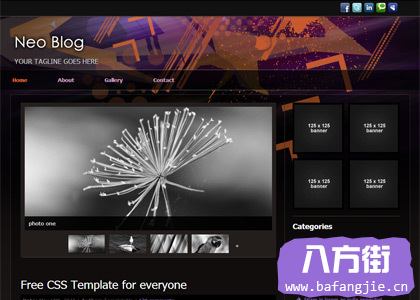 Neo Blog
YOUR TAGLINE GOES HERE
Home About Gallery Contact
125 x 125
banner
125 x 125
banner
photo one
125 x 125
banner
125 x 125
banner
Categories
Free CSS Template for everyone
八方街
www.bafangjie.cn